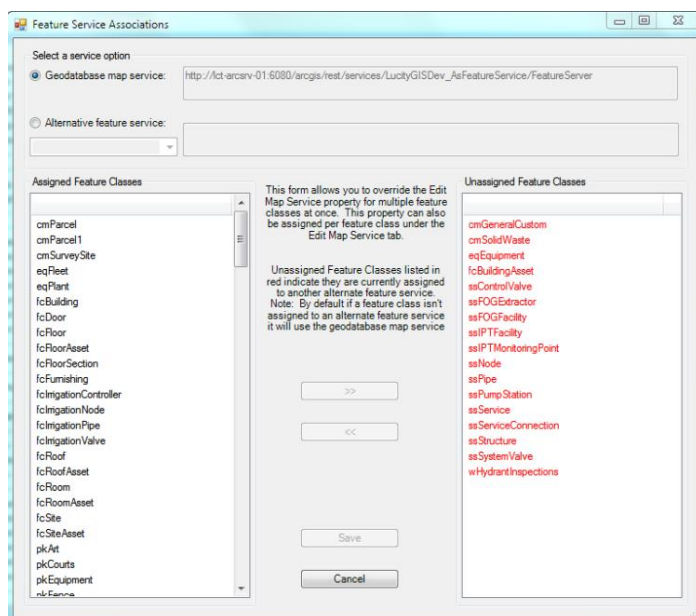 Feature Service Associations
Select a service option
Geodatabase map service:
http://lct-arcsrv-01:6080/arcgis/rest/services/LucityGISDev_AsFeatureService/FeatureServer
Alternative feature service:
Assigned Feature Classes
cmParcel
cmParcel1
cmSurveySite
eqFleet
eqPlant
fcBuilding
fcDoor
fcFloor
fcFloorAsset
fcFloorSection
fcFurnishing
fcIrrigationController
fcIrrigationNode
fcIrrigationPipe
fcIrrigationValve
fcRoof
fcRoofAsset
fcRoom
fcRoomAsset
fcSite
fcSiteAsset
pkArt
pkCourts
pkEquipment
pkFence
This form allows you to override the Edit
Map Service property for multiple feature
classes at once. This property can also
be assigned per feature class under the
Edit Map Service tab.
Unassigned Feature Classes listed in
red indicate they are currently assigned
to another alternate feature service.
Note: By default if a feature class isn't
assigned to an alternate feature service
it will use the geodatabase map service
>>
<<
Save
Cancel
Unassigned Feature Classes
cmGeneralCustom
cmSolidWaste
eqEquipment
fcBuildingAsset
ssControlValve
ssFOGExtractor
ssFOGFacility
ssIPTFacility
ssIPTMonitoringPoint
ssNode
ssPipe
ssPumpStation
ssService
ssServiceConnection
ssStructure
ssSystemValve
wHydrantInspections